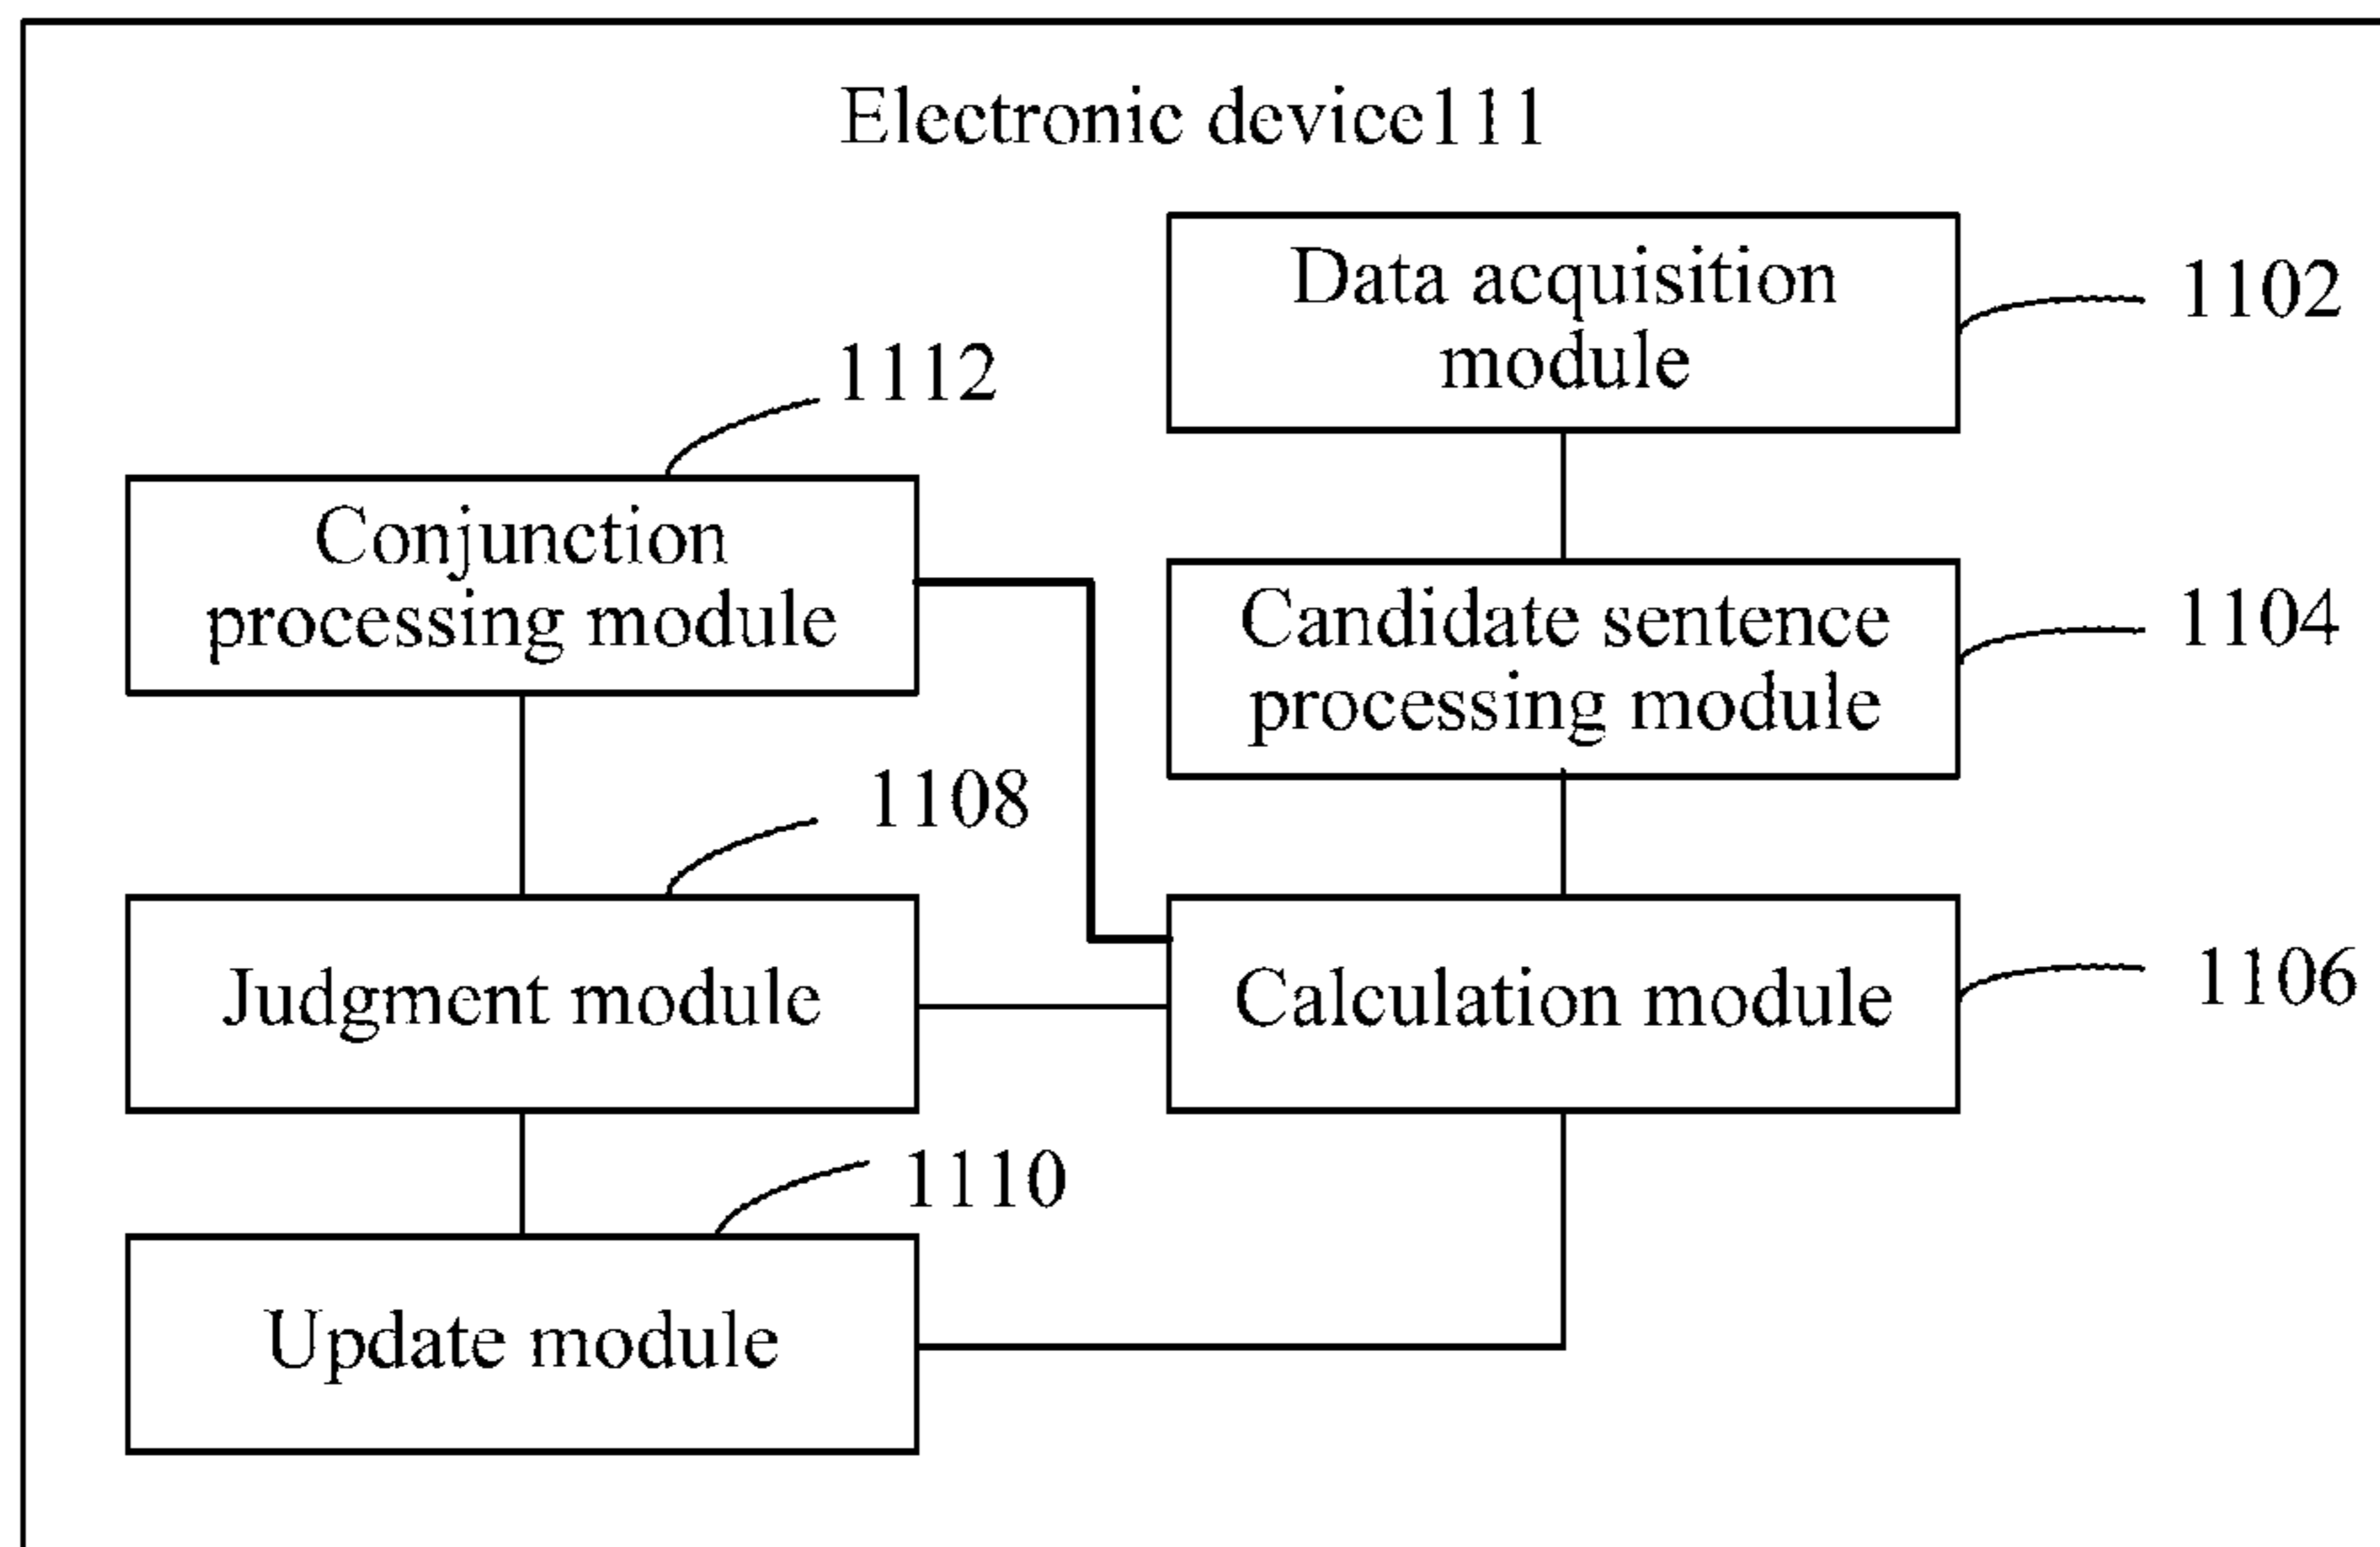 Electronic device111
Data acquisition
module
1102
1112
Conjunction
processing module
Candidate sentence
processing module
1104
1108
Judgment module
Calculation module
1106
1110
Update module